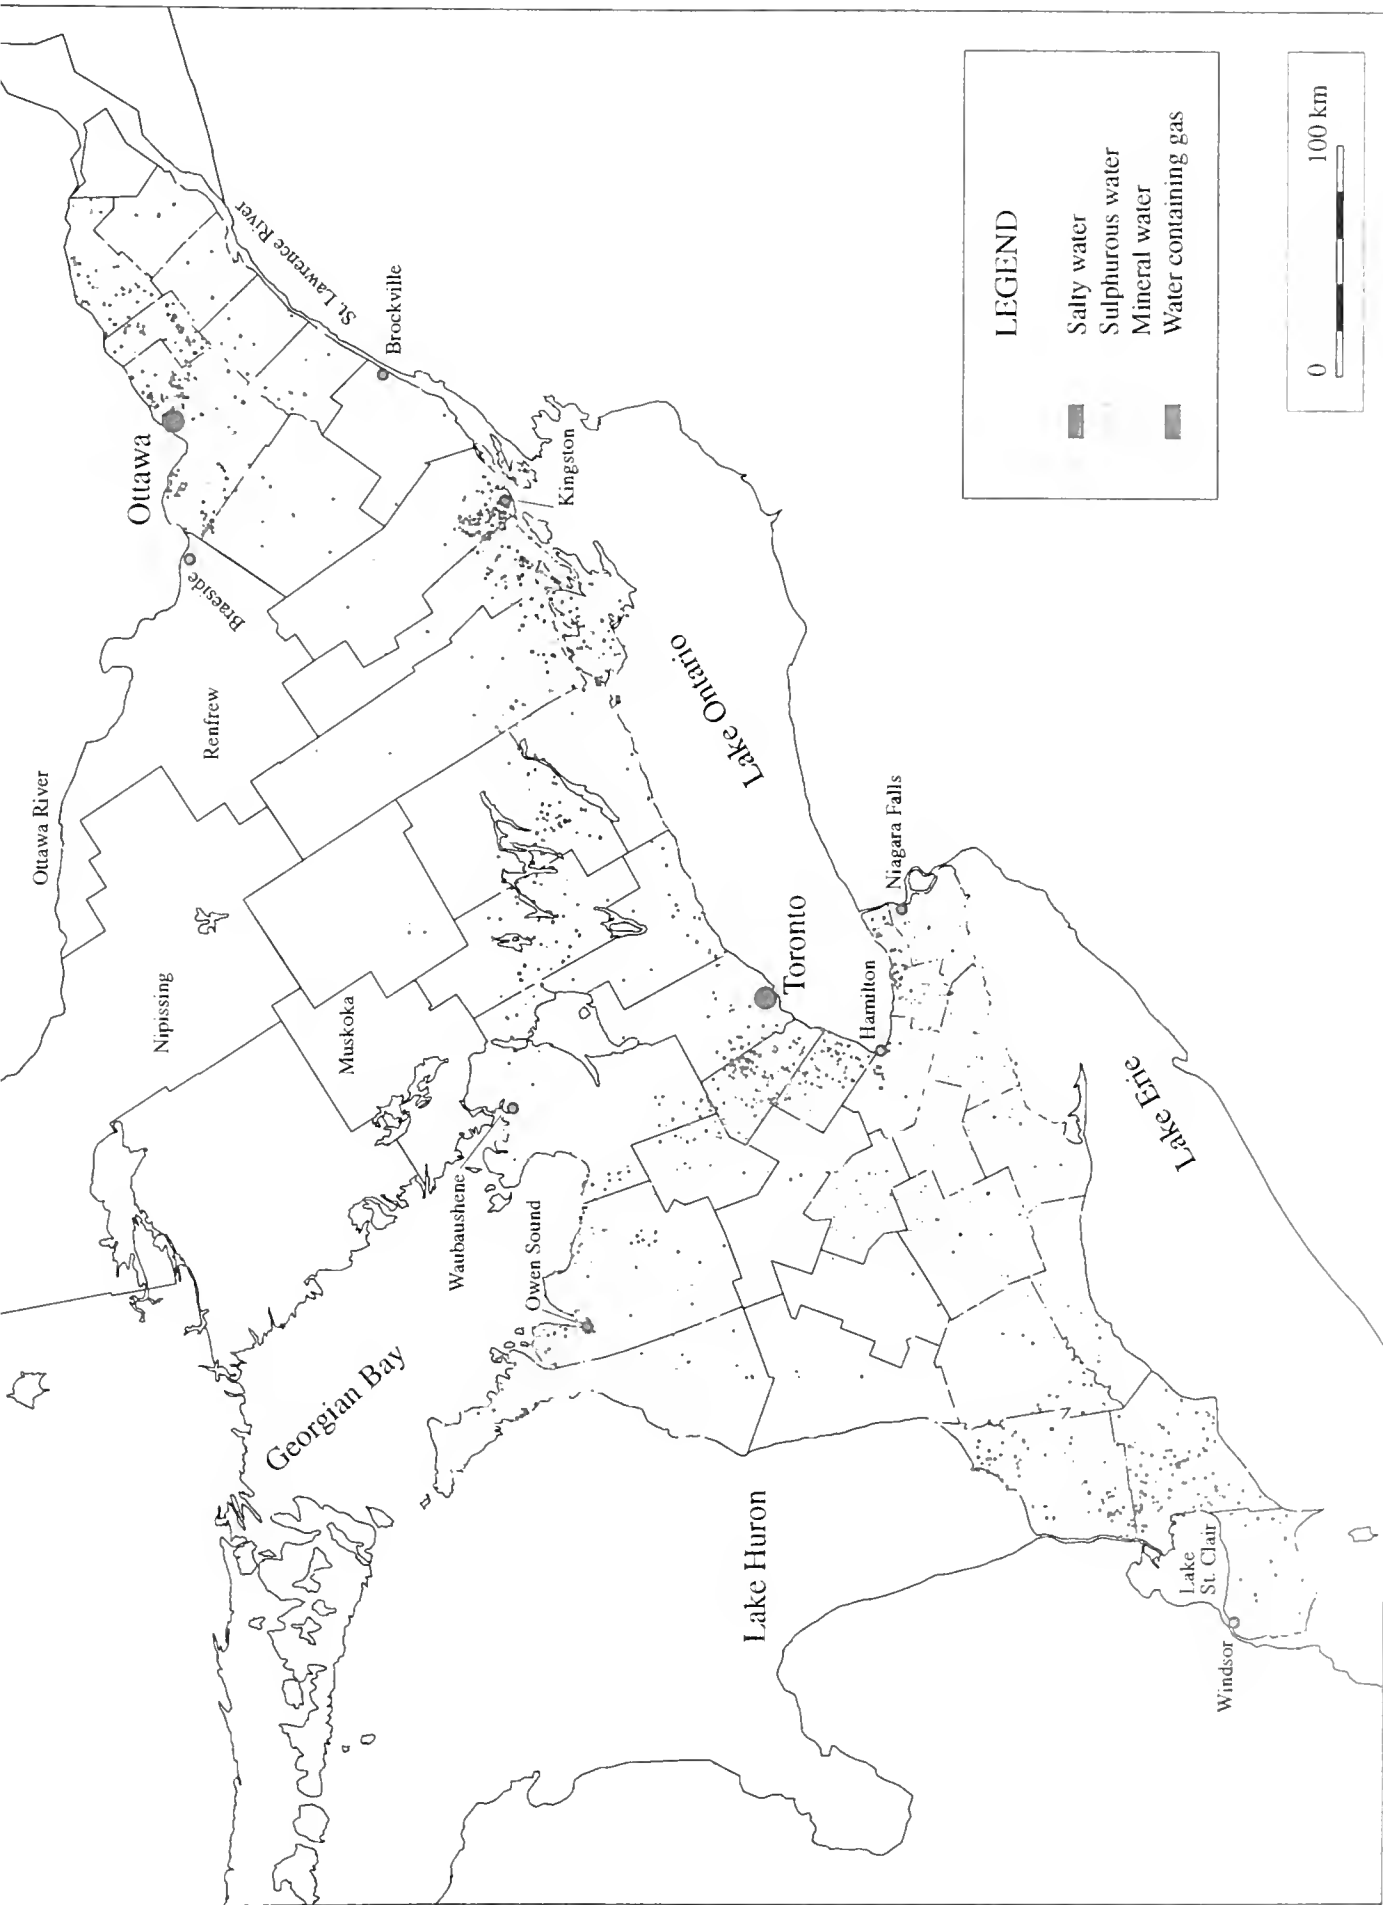 Ottawa River
Nipissing
Renfrew
Muskoka
Braeside
Ottawa
St. Lawrence River
Brockville
Kingston
Georgian Bay
Waubaushene
Owen Sound
Lake Ontario
Toronto
Hamilton
Niagara Falls
Lake Huron
Lake Erie
Lake
St. Clair
Windsor
LEGEND
Salty water
Sulphurous water
Mineral water
Water containing gas
0 100 km